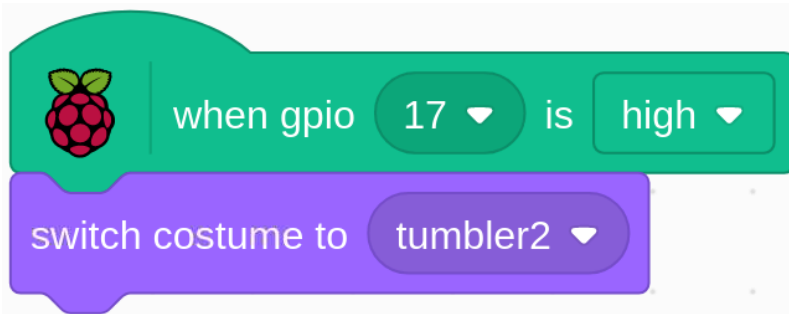 when gpio 17 is high
switch costume to tumbler2